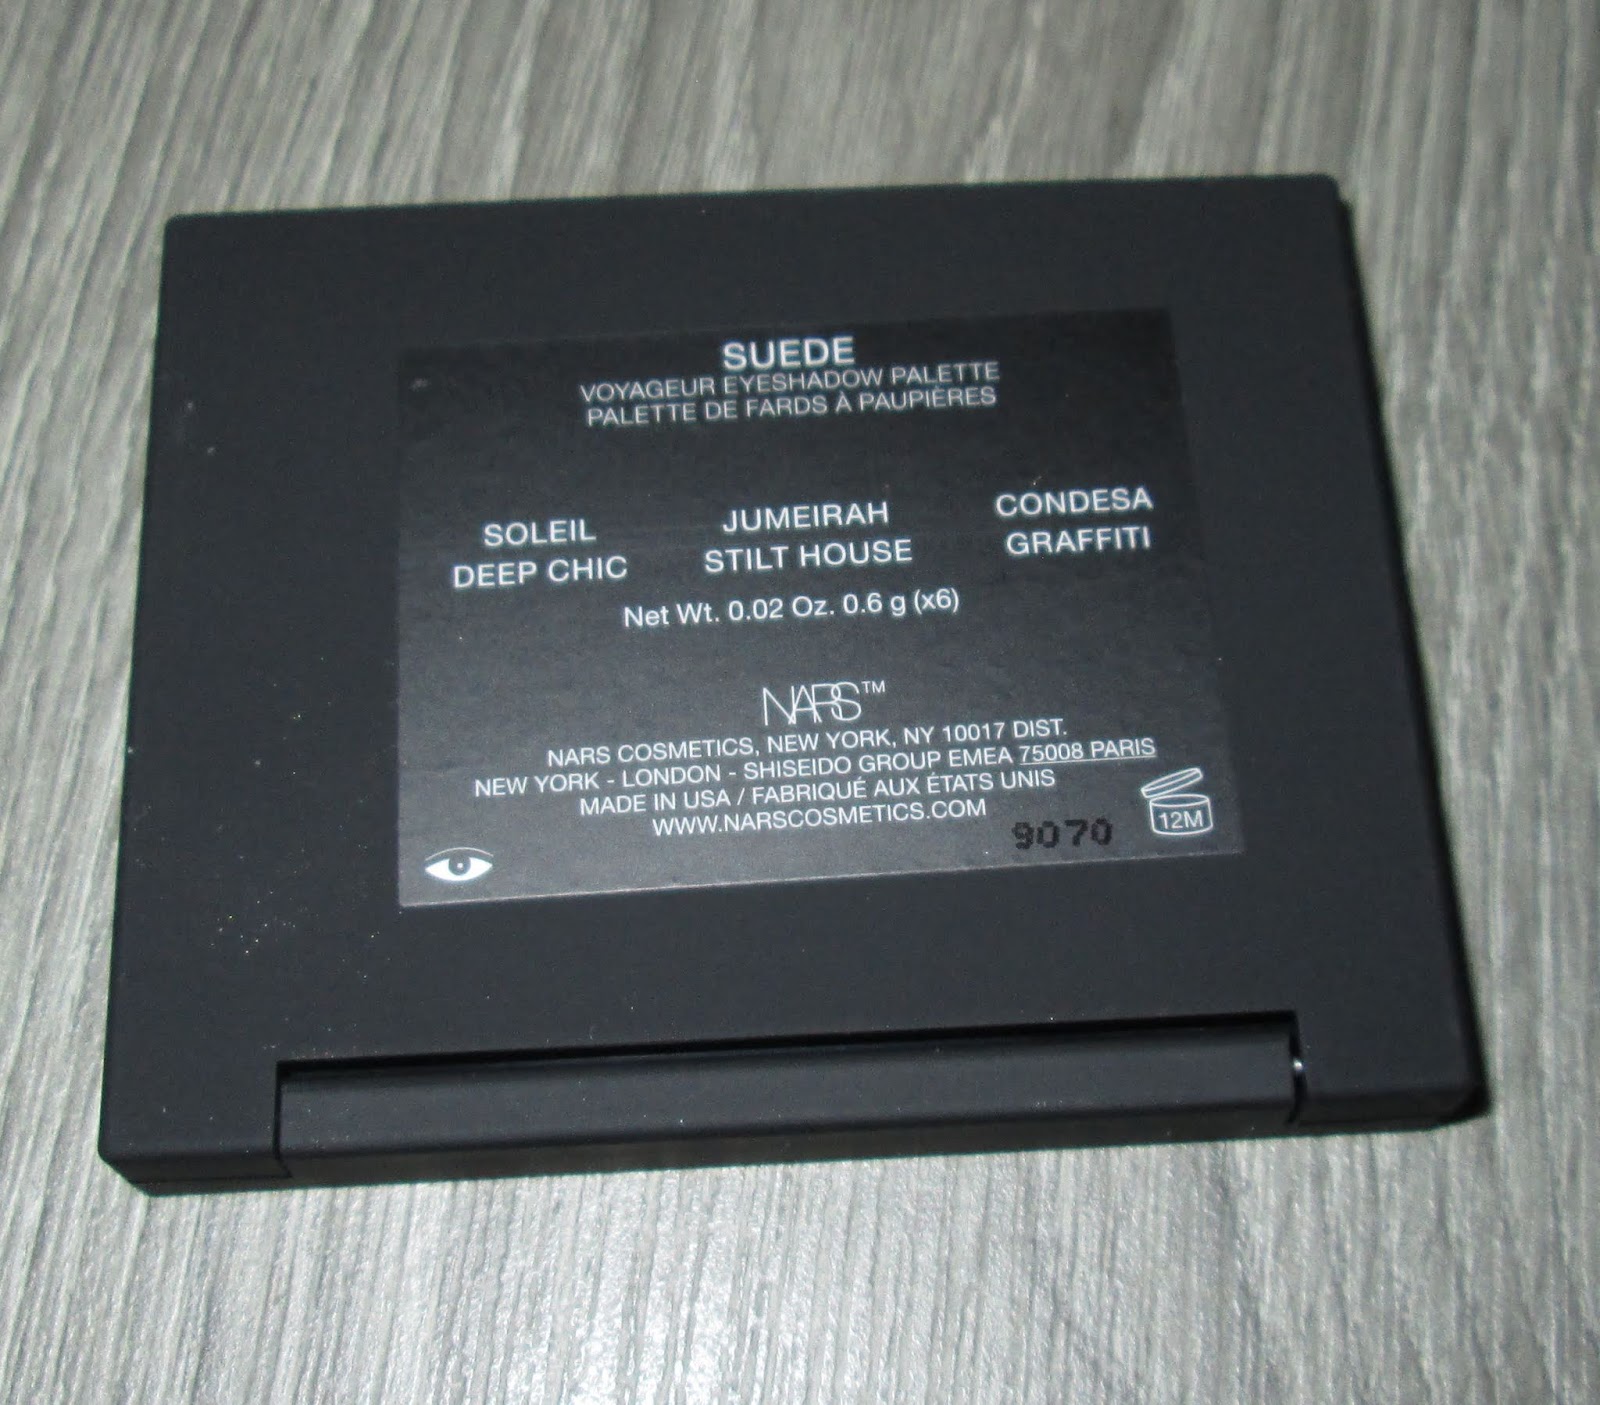 SUEDE
VOYAGEUR EYESHADOW PALETTE
PALETTE DE FARDS À PAUPIÈRES
SOLEIL JUMEIRAH CONDESA
DEEP CHIC STILT HOUSE GRAFFITI
Net Wt. 0.02 Oz. 0.6 g (x6)
NARS™
NARS COSMETICS, NEW YORK, NY 10017 DIST.
NEW YORK - LONDON - SHISEIDO GROUP EMEA 75008 PARIS
MADE IN USA / FABRIQUÉ AUX ÉTATS UNIS
WWW.NARSCOSMETICS.COM
9070
12M